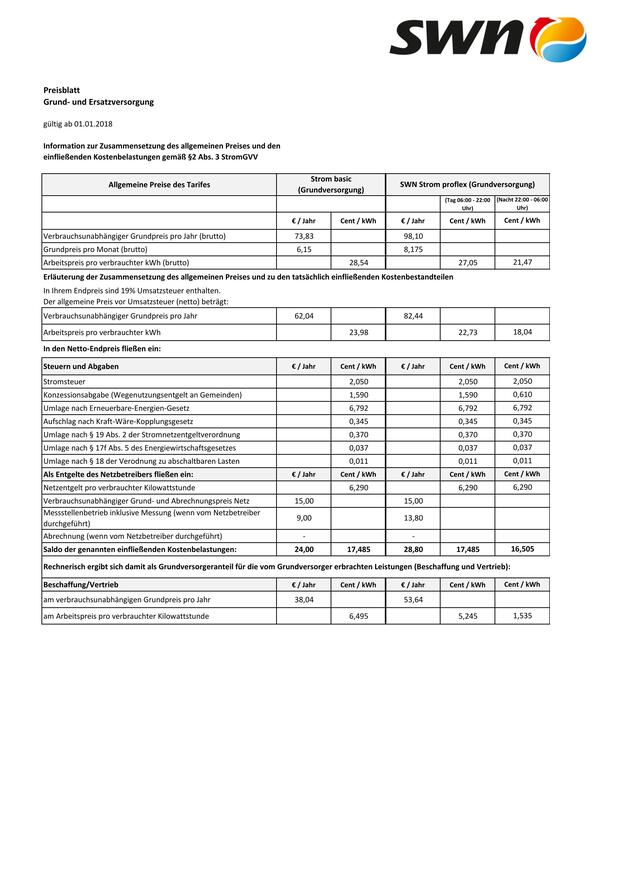 swn
Preisblatt
Grund- und Ersatzversorgung
gültig ab 01.01.2018
Information zur Zusammensetzung des allgemeinen Preises und den
einfließenden Kostenbelastungen gemäß §2 Abs. 3 StromGVV
Allgemeine Preise des Tarifes Strom basic (Grundversorgung) SWN Strom proflex (Grundversorgung)
(Tag 06:00 - 22:00 Uhr) (Nacht 22:00 - 06:00 Uhr)
€ / Jahr Cent / kWh € / Jahr Cent / kWh Cent / kWh
Verbrauchsunabhängiger Grundpreis pro Jahr (brutto) 73,83 98,10
Grundpreis pro Monat (brutto) 6,15 8,175
Arbeitspreis pro verbrauchter kWh (brutto) 28,54 27,05 21,47
Erläuterung der Zusammensetzung des allgemeinen Preises und zu den tatsächlich einfließenden Kostenbestandteilen
In Ihrem Endpreis sind 19% Umsatzsteuer enthalten.
Der allgemeine Preis vor Umsatzsteuer (netto) beträgt:
Verbrauchsunabhängiger Grundpreis pro Jahr 62,04 82,44
Arbeitspreis pro verbrauchter kWh 23,98 22,73 18,04
In den Netto-Endpreis fließen ein:
Steuern und Abgaben € / Jahr Cent / kWh € / Jahr Cent / kWh Cent / kWh
Stromsteuer 2,050 2,050 2,050
Konzessionsabgabe (Wegenutzungsentgelt an Gemeinden) 1,590 1,590 0,610
Umlage nach Erneuerbare-Energien-Gesetz 6,792 6,792 6,792
Aufschlag nach Kraft-Wäre-Kopplungsgesetz 0,345 0,345 0,345
Umlage nach § 19 Abs. 2 der Stromnetzentgeltverordnung 0,370 0,370 0,370
Umlage nach § 17f Abs. 5 des Energiewirtschaftsgesetzes 0,037 0,037 0,037
Umlage nach § 18 der Verodnung zu abschaltbaren Lasten 0,011 0,011 0,011
Als Entgelte des Netzbetreibers fließen ein: € / Jahr Cent / kWh € / Jahr Cent / kWh Cent / kWh
Netzentgelt pro verbrauchter Kilowattstunde 6,290 6,290 6,290
Verbrauchsunabhängiger Grund- und Abrechnungspreis Netz 15,00 15,00
Messstellenbetrieb inklusive Messung (wenn vom Netzbetreiber
durchgeführt) 9,00 13,80
Abrechnung (wenn vom Netzbetreiber durchgeführt) - -
Saldo der genannten einfließenden Kostenbelastungen: 24,00 17,485 28,80 17,485 16,505
Rechnerisch ergibt sich damit als Grundversorgeranteil für die vom Grundversorger erbrachten Leistungen (Beschaffung und Vertrieb):
Beschaffung/Vertrieb € / Jahr Cent / kWh € / Jahr Cent / kWh Cent / kWh
am verbrauchsunabhängigen Grundpreis pro Jahr 38,04 53,64
am Arbeitspreis pro verbrauchter Kilowattstunde 6,495 5,245 1,535